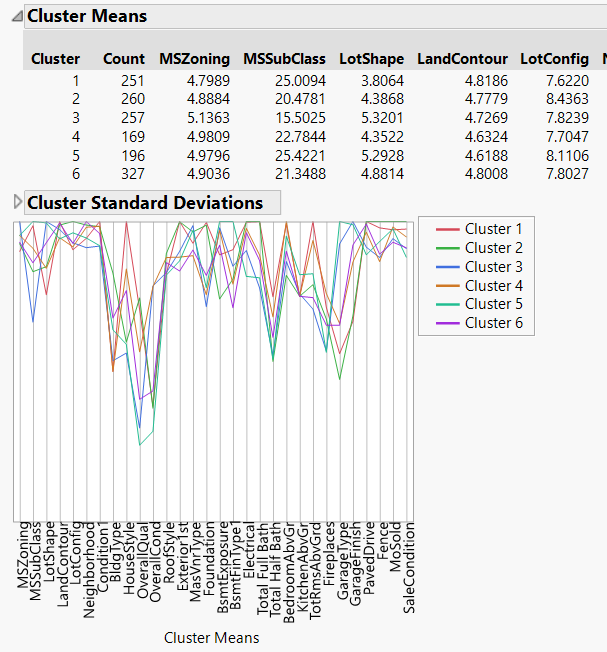 Cluster Means
Cluster Count MSZoning MSSubClass LotShape LandContour LotConfig
1 251 4.7989 25.0094 3.8064 4.8186 7.6220
2 260 4.8884 20.4781 4.3868 4.7779 8.4363
3 257 5.1363 15.5025 5.3201 4.7269 7.8239
4 169 4.9809 22.7844 4.3522 4.6324 7.7047
5 196 4.9796 25.4221 5.2928 4.6188 8.1106
6 327 4.9036 21.3488 4.8814 4.8008 7.8027
Cluster Standard Deviations
Cluster 1
Cluster 2
Cluster 3
Cluster 4
Cluster 5
Cluster 6
MSZoning
MSSubClass
LotShape
LandContour
LotConfig
Neighborhood
Condition1
BldgType
HouseStyle
OverallQual
OverallCond
RoofStyle
Exterior1st
MasVnrType
Foundation
BsmtExposure
BsmtFinType1
Electrical
Total Full Bath
Total Half Bath
BedroomAbvGr
KitchenAbvGr
TotRmsAbvGrd
Fireplaces
GarageType
GarageFinish
PavedDrive
Fence
MoSold
SaleCondition
Cluster Means